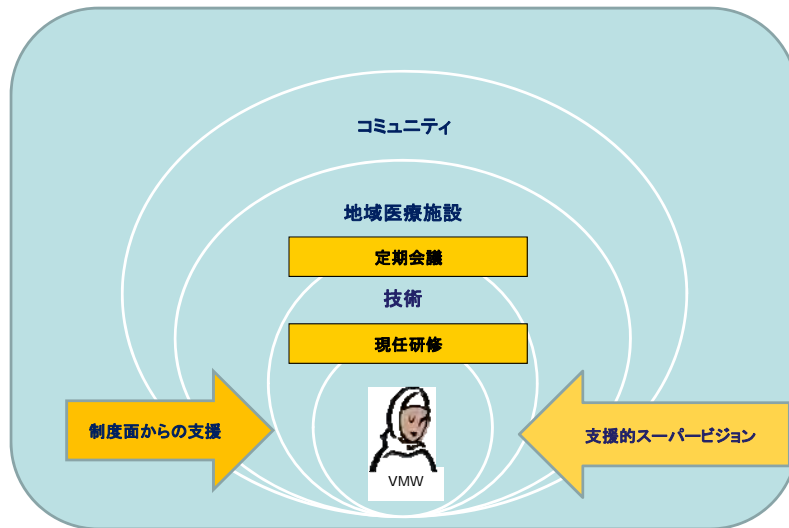 コミュニティ
地域医療施設
定期会議
技術
現任研修
制度面からの支援
支援的スーパービジョン
VMW